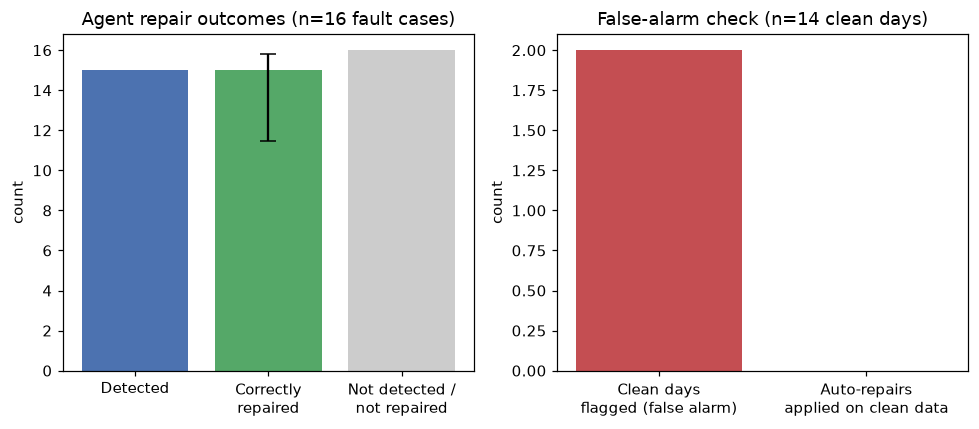 Agent repair outcomes (n=16 fault cases)
16
14
12
10
8
6
4
2
0
count
Detected
Correctly
repaired
Not detected /
not repaired
False-alarm check (n=14 clean days)
2.00
1.75
1.50
1.25
1.00
0.75
0.50
0.25
0.00
count
Clean days
flagged (false alarm)
Auto-repairs
applied on clean data